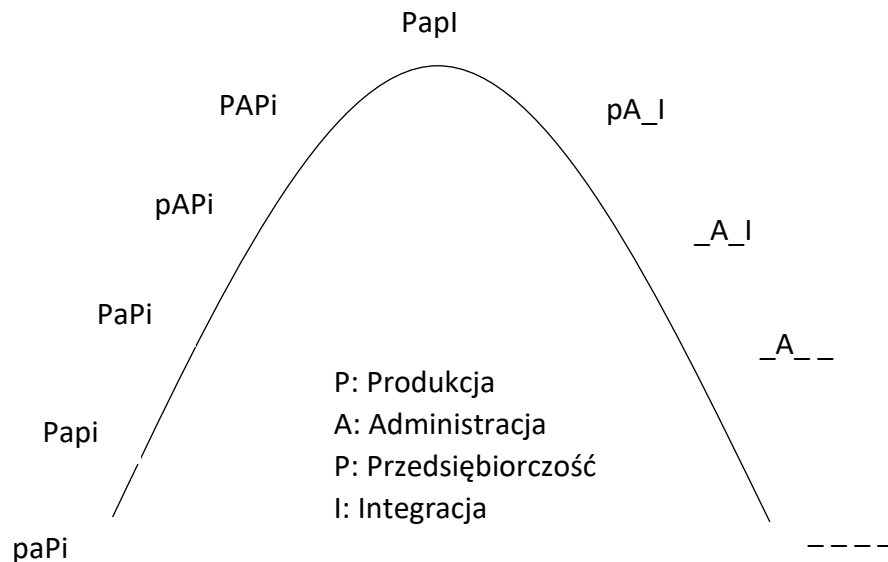 PapI
PAPi
pA_I
pAPi
_A_I
PaPi
_A_ _
P: Produkcja
A: Administracja
Papi
P: Przedsiębiorczość
I: Integracja
paPi
_ _ _ _